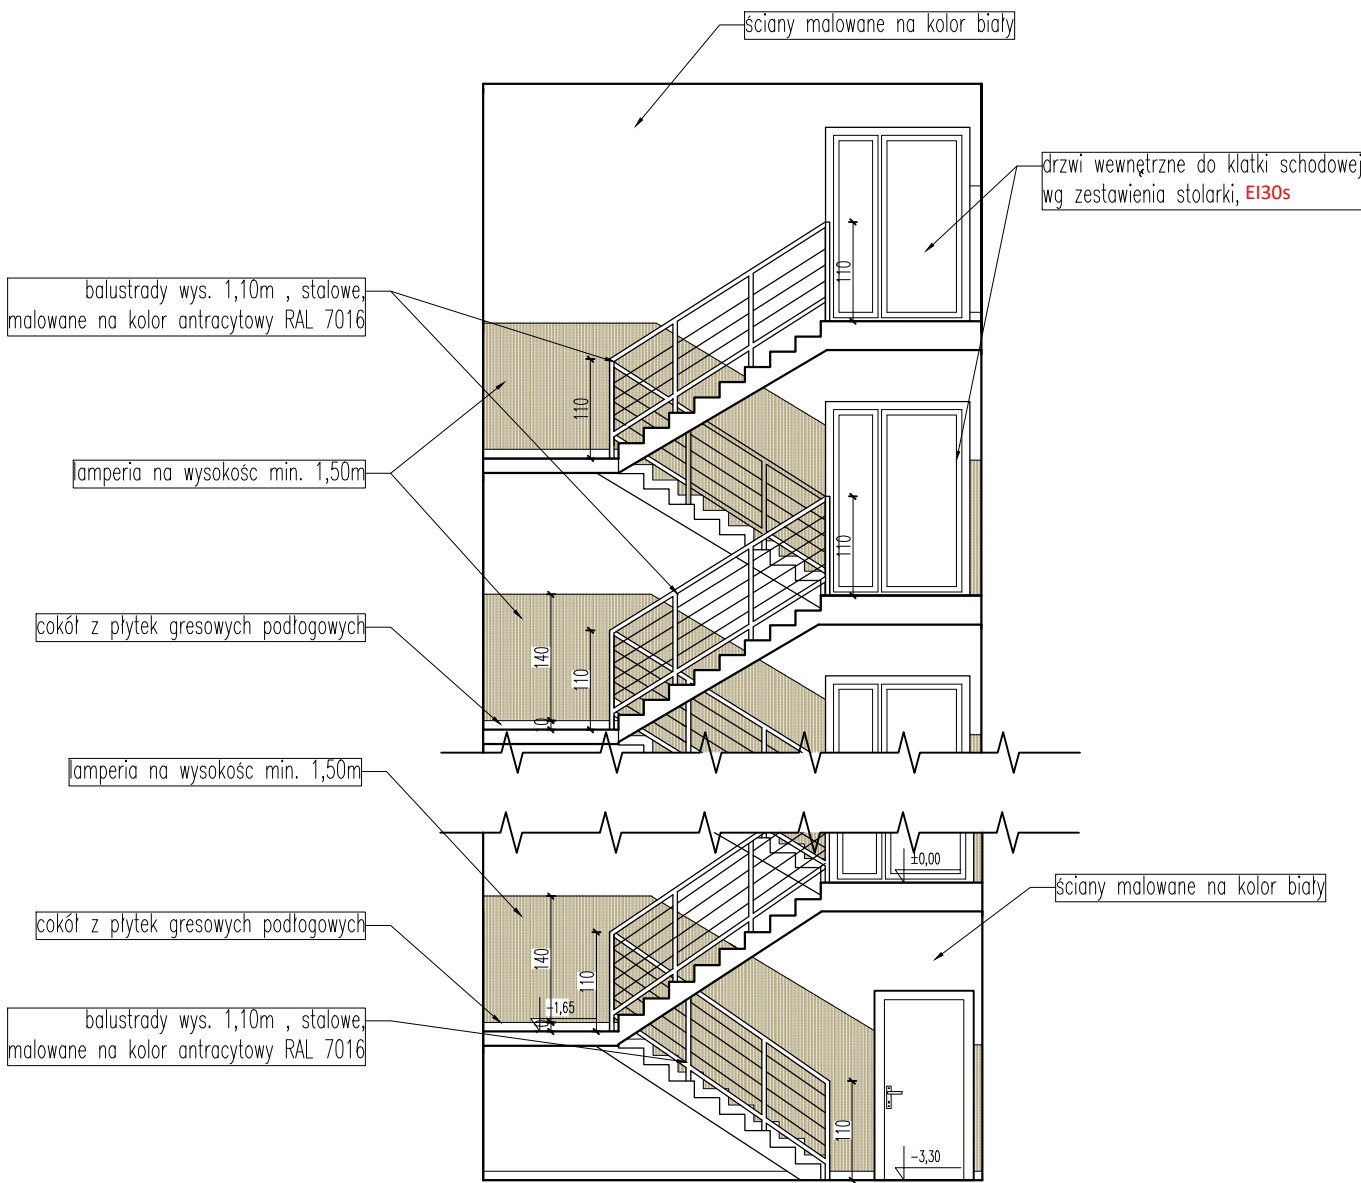 ściany malowane na kolor biały
drzwi wewnętrzne do klatki schodowej
wg zestawienia stolarki, EI30s
balustrady wys. 1,10m , stalowe,
malowane na kolor antracytowy RAL 7016
110
110
lamperia na wysokośc min. 1,50m
110
cokół z płytek gresowych podłogowych
140
110
10
lamperia na wysokośc min. 1,50m
±0,00
ściany malowane na kolor biały
cokół z płytek gresowych podłogowych
140
110
-1,65
10
balustrady wys. 1,10m , stalowe,
malowane na kolor antracytowy RAL 7016
110
-3,30